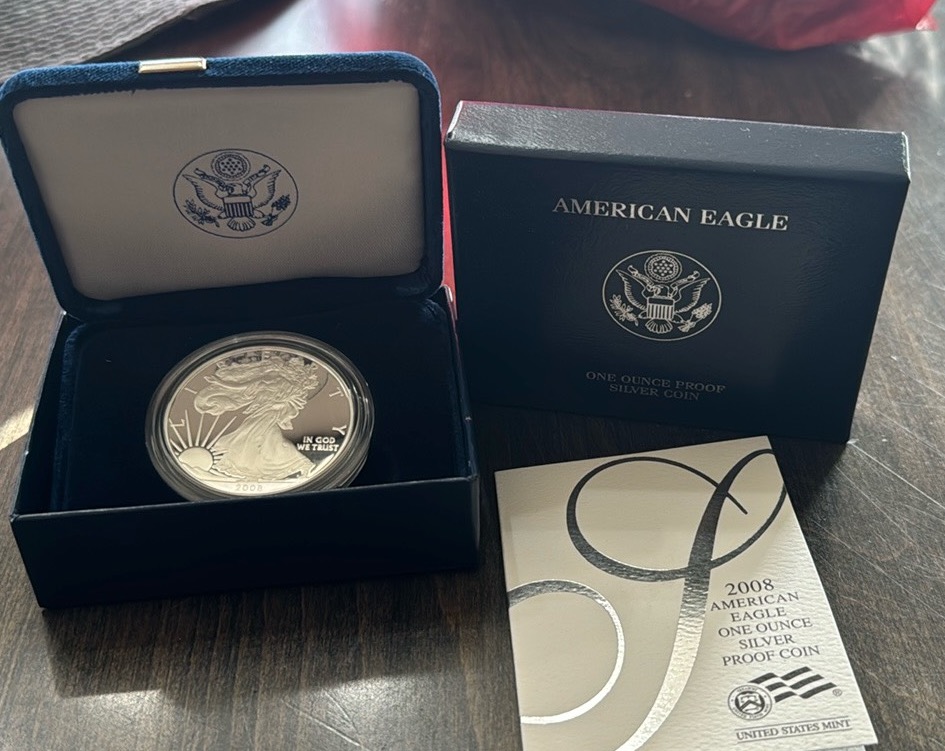 AMERICAN EAGLE
ONE OUNCE PROOF
SILVER COIN
L I T Y
IN GOD
WE TRUST
2008
2008
AMERICAN
EAGLE
ONE OUNCE
SILVER
PROOF COIN
®
UNITED STATES MINT